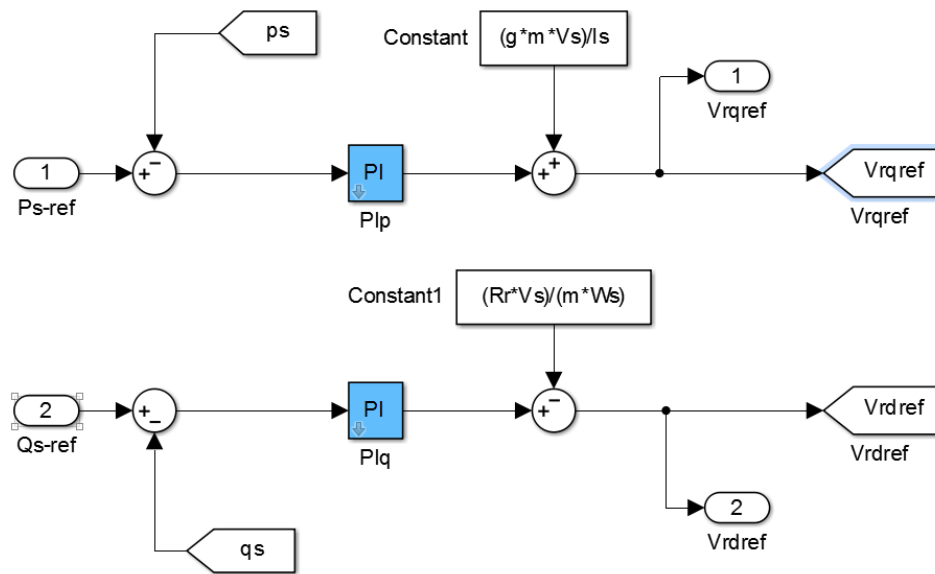 ps
Constant
(g*m*Vs)/ls
1
Vrqref
1
Ps-ref
PI
PIp
Vrqref
Vrqref
Constant1
(Rr*Vs)/(m*Ws)
2
Qs-ref
PI
PIq
Vrdref
Vrdref
2
Vrdref
qs